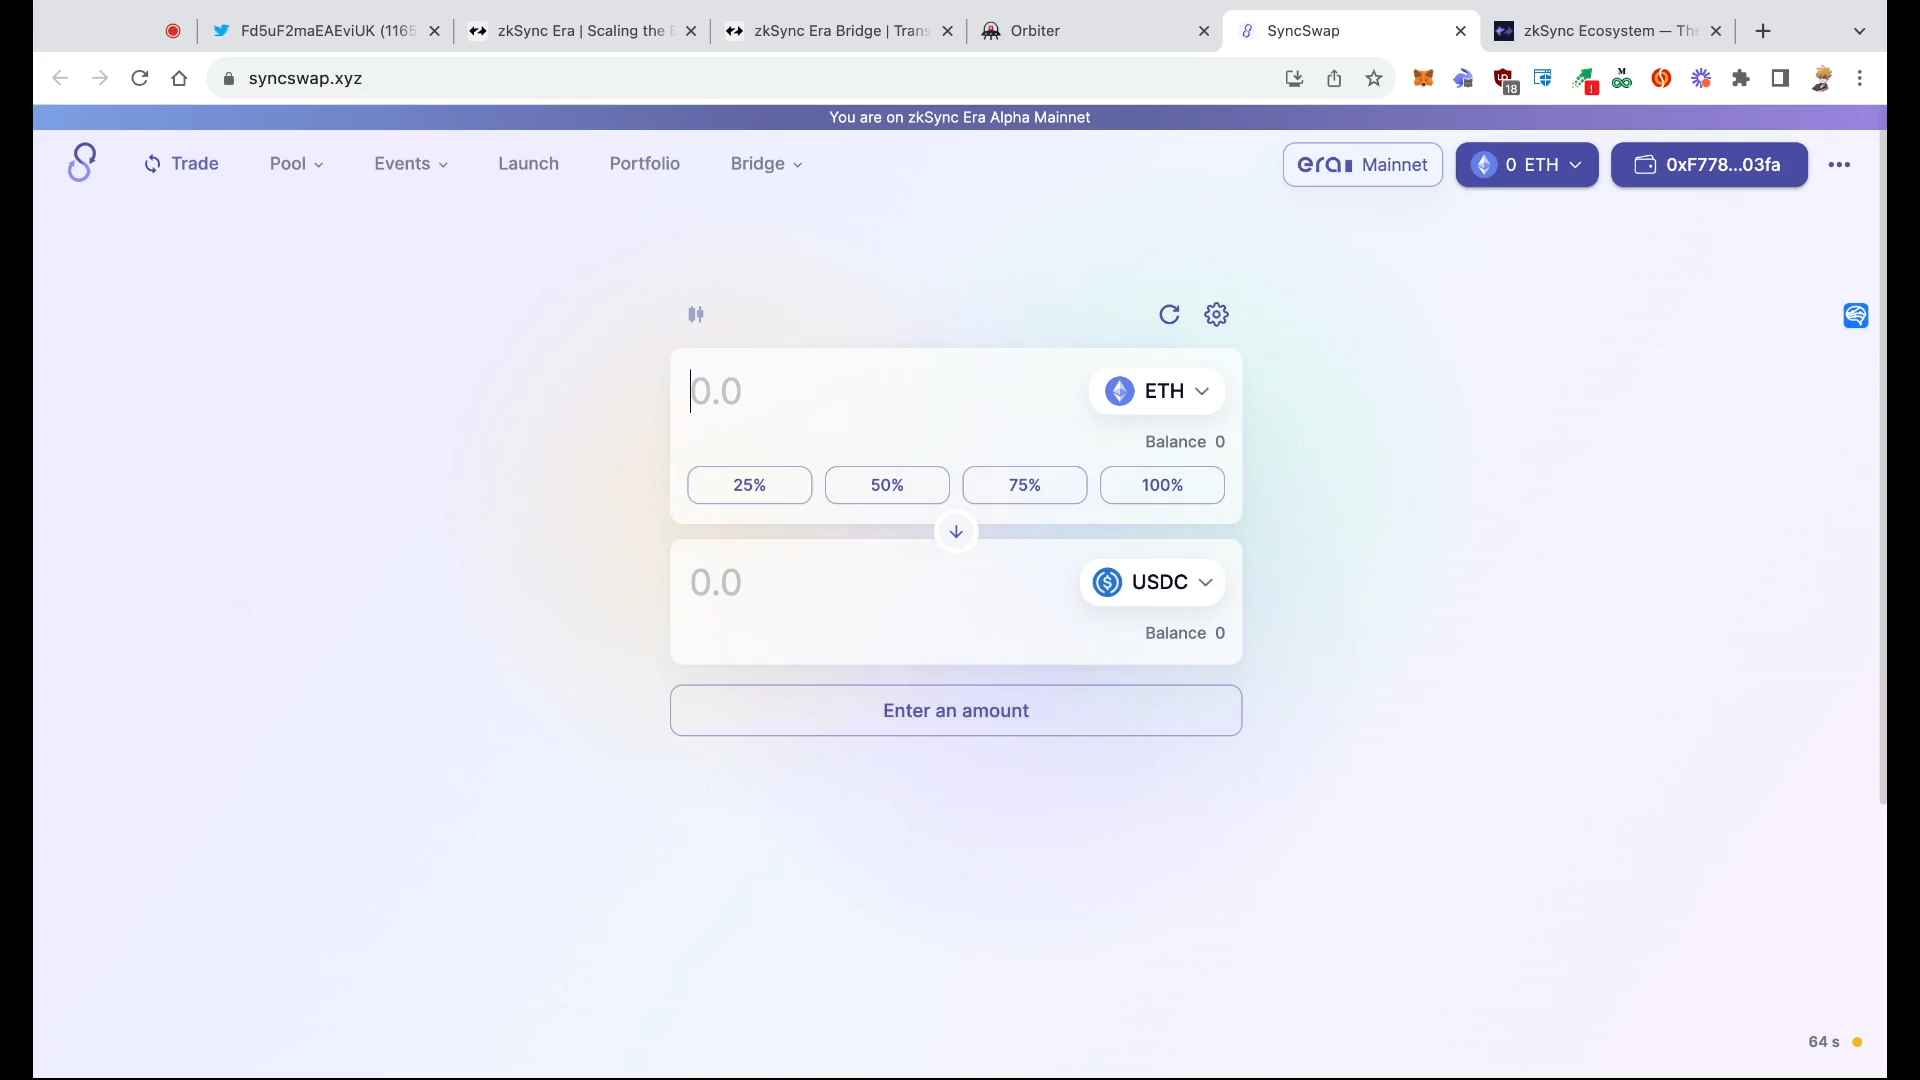 Fd5uF2maEAEviUK (1165
zkSync Era | Scaling the E
zkSync Era Bridge | Trans
Orbiter
SyncSwap
zkSync Ecosystem — The
syncswap.xyz
18
!
M
You are on zkSync Era Alpha Mainnet
Trade
Pool
Events
Launch
Portfolio
Bridge
era Mainnet
0 ETH
0xF778...03fa
0.0
ETH
Balance 0
25%
50%
75%
100%
0.0
USDC
Balance 0
Enter an amount
64 s